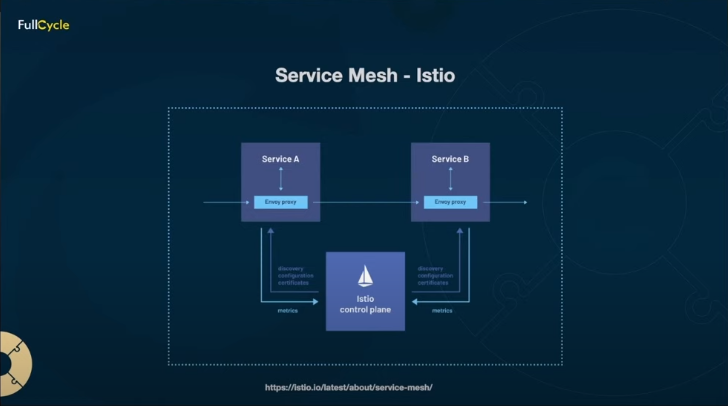 FullCycle
Service Mesh - Istio
Service A
Service B
Envoy proxy
Envoy proxy
discovery
configuration
certificates
discovery
configuration
certificates
Istio
control plane
metrics
metrics
https://istio.io/latest/about/service-mesh/